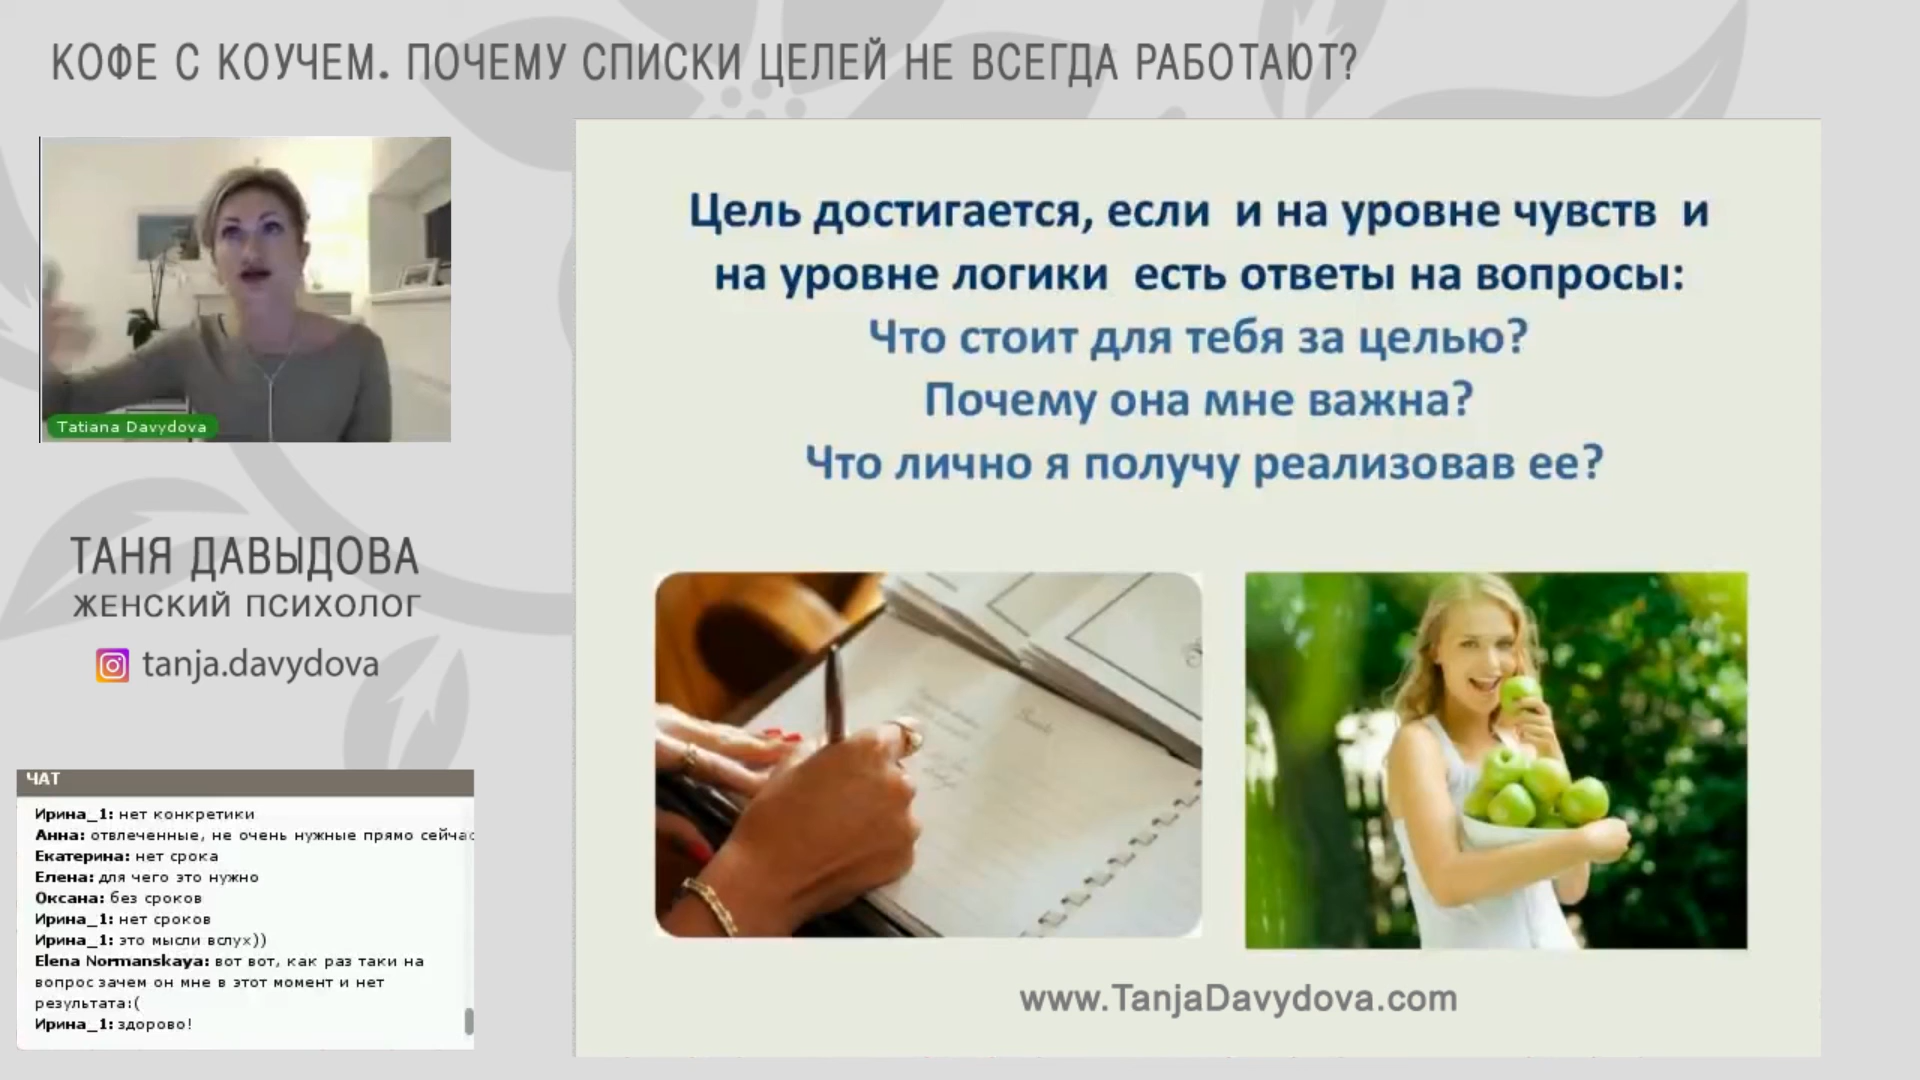 КОФЕ С КОУЧЕМ. ПОЧЕМУ СПИСКИ ЦЕЛЕЙ НЕ ВСЕГДА РАБОТАЮТ?
Tatiana Davydova
ТАНЯ ДАВЫДОВА
ЖЕНСКИЙ ПСИХОЛОГ
tanja.davydova
ЧАТ
Ирина_1: нет конкретики
Анна: отвлеченные, не очень нужные прямо сейчас
Екатерина: нет срока
Елена: для чего это нужно
Оксана: без сроков
Ирина_1: нет сроков
Ирина_1: это мысли вслух))
Elena Normanskaya: вот вот, как раз таки на
вопрос зачем он мне в этот момент и нет
результата:(
Ирина_1: здорово!
Цель достигается, если и на уровне чувств и
на уровне логики есть ответы на вопросы:
Что стоит для тебя за целью?
Почему она мне важна?
Что лично я получу реализовав ее?
www.TanjaDavydova.com